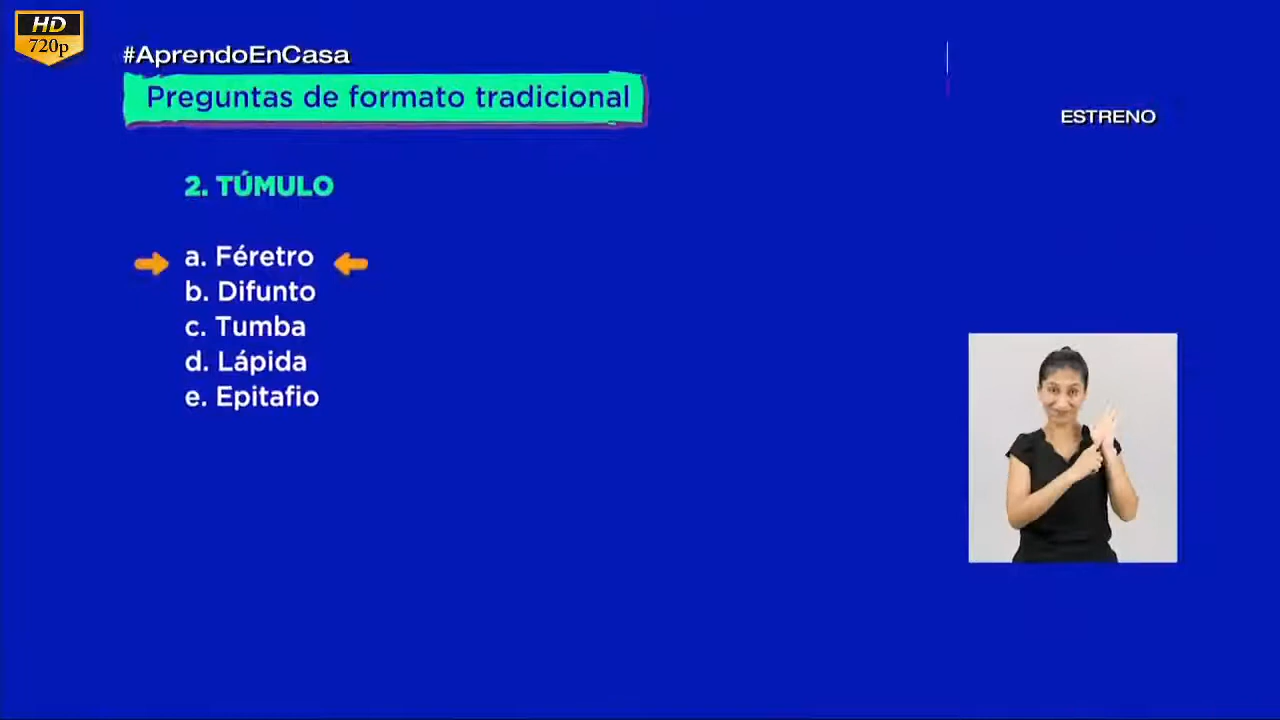 HD
720p
#AprendoEnCasa
Preguntas de formato tradicional
ESTRENO
2. TÚMULO
a. Féretro
b. Difunto
c. Tumba
d. Lápida
e. Epitafio